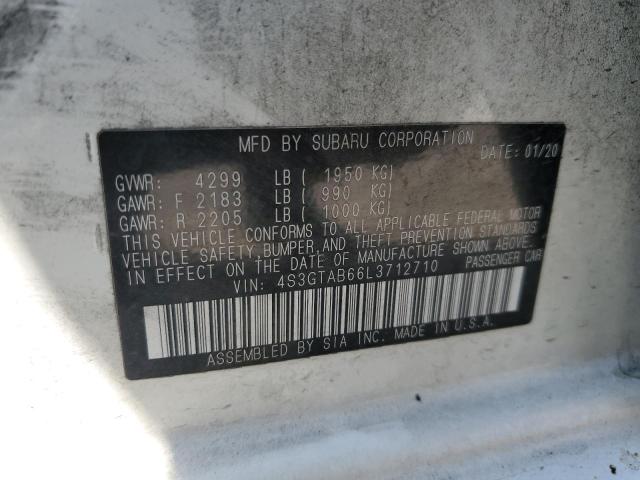 MFD BY SUBARU CORPORATION
DATE: 01/20
GVWR: 4299 LB ( 1950 KG)
GAWR: F 2183 LB ( 990 KG)
GAWR: R 2205 LB ( 1000 KG)
THIS VEHICLE CONFORMS TO ALL APPLICABLE FEDERAL MOTOR
VEHICLE SAFETY, BUMPER, AND THEFT PREVENTION STANDARDS
IN EFFECT ON THE DATE OF MANUFACTURE SHOWN ABOVE.
VIN: 4S3GTAB66L3712710 PASSENGER CAR
ASSEMBLED BY SIA INC. MADE IN U.S.A.